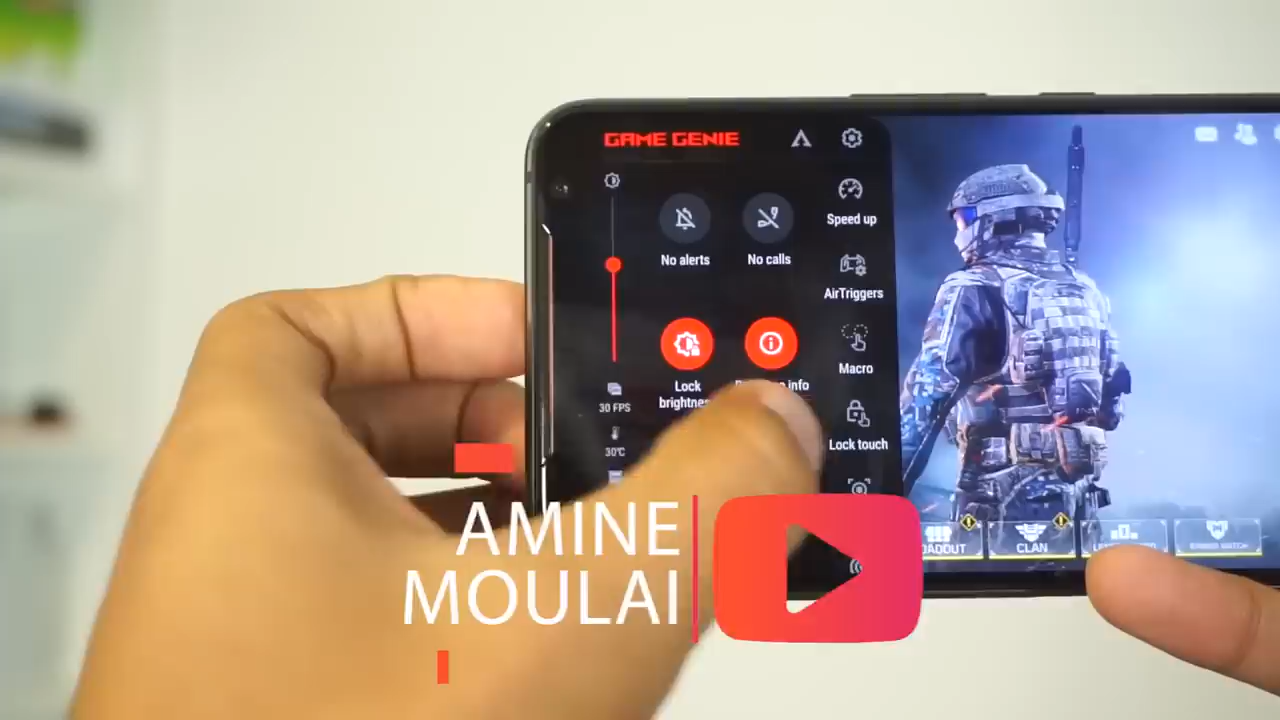 GAME GENIE
Speed up
No alerts
No calls
AirTriggers
Macro
Lock
info
30 FPS
30°C
Lock touch
CLAN
AMINE
MOULAI